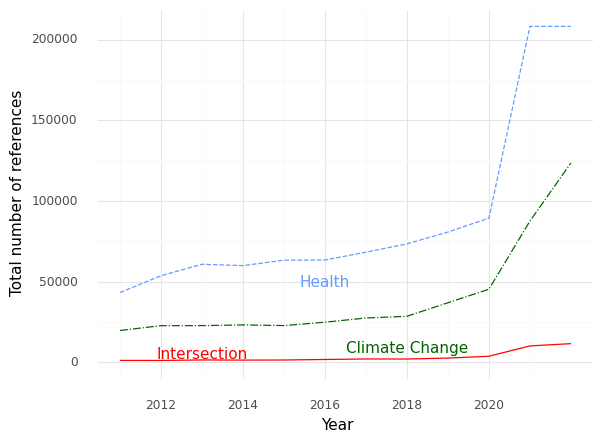 200000
150000
100000
50000
0
Total number of references
Health
Climate Change
Intersection
2012 2014 2016 2018 2020
Year